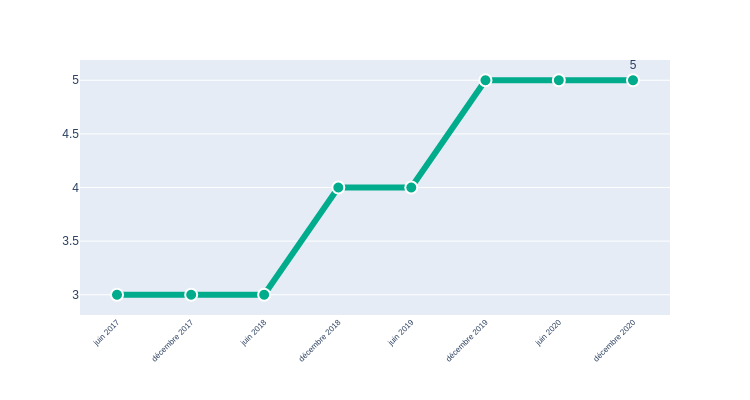 5
5
4.5
4
3.5
3
juin 2017
décembre 2017
juin 2018
décembre 2018
juin 2019
décembre 2019
juin 2020
décembre 2020